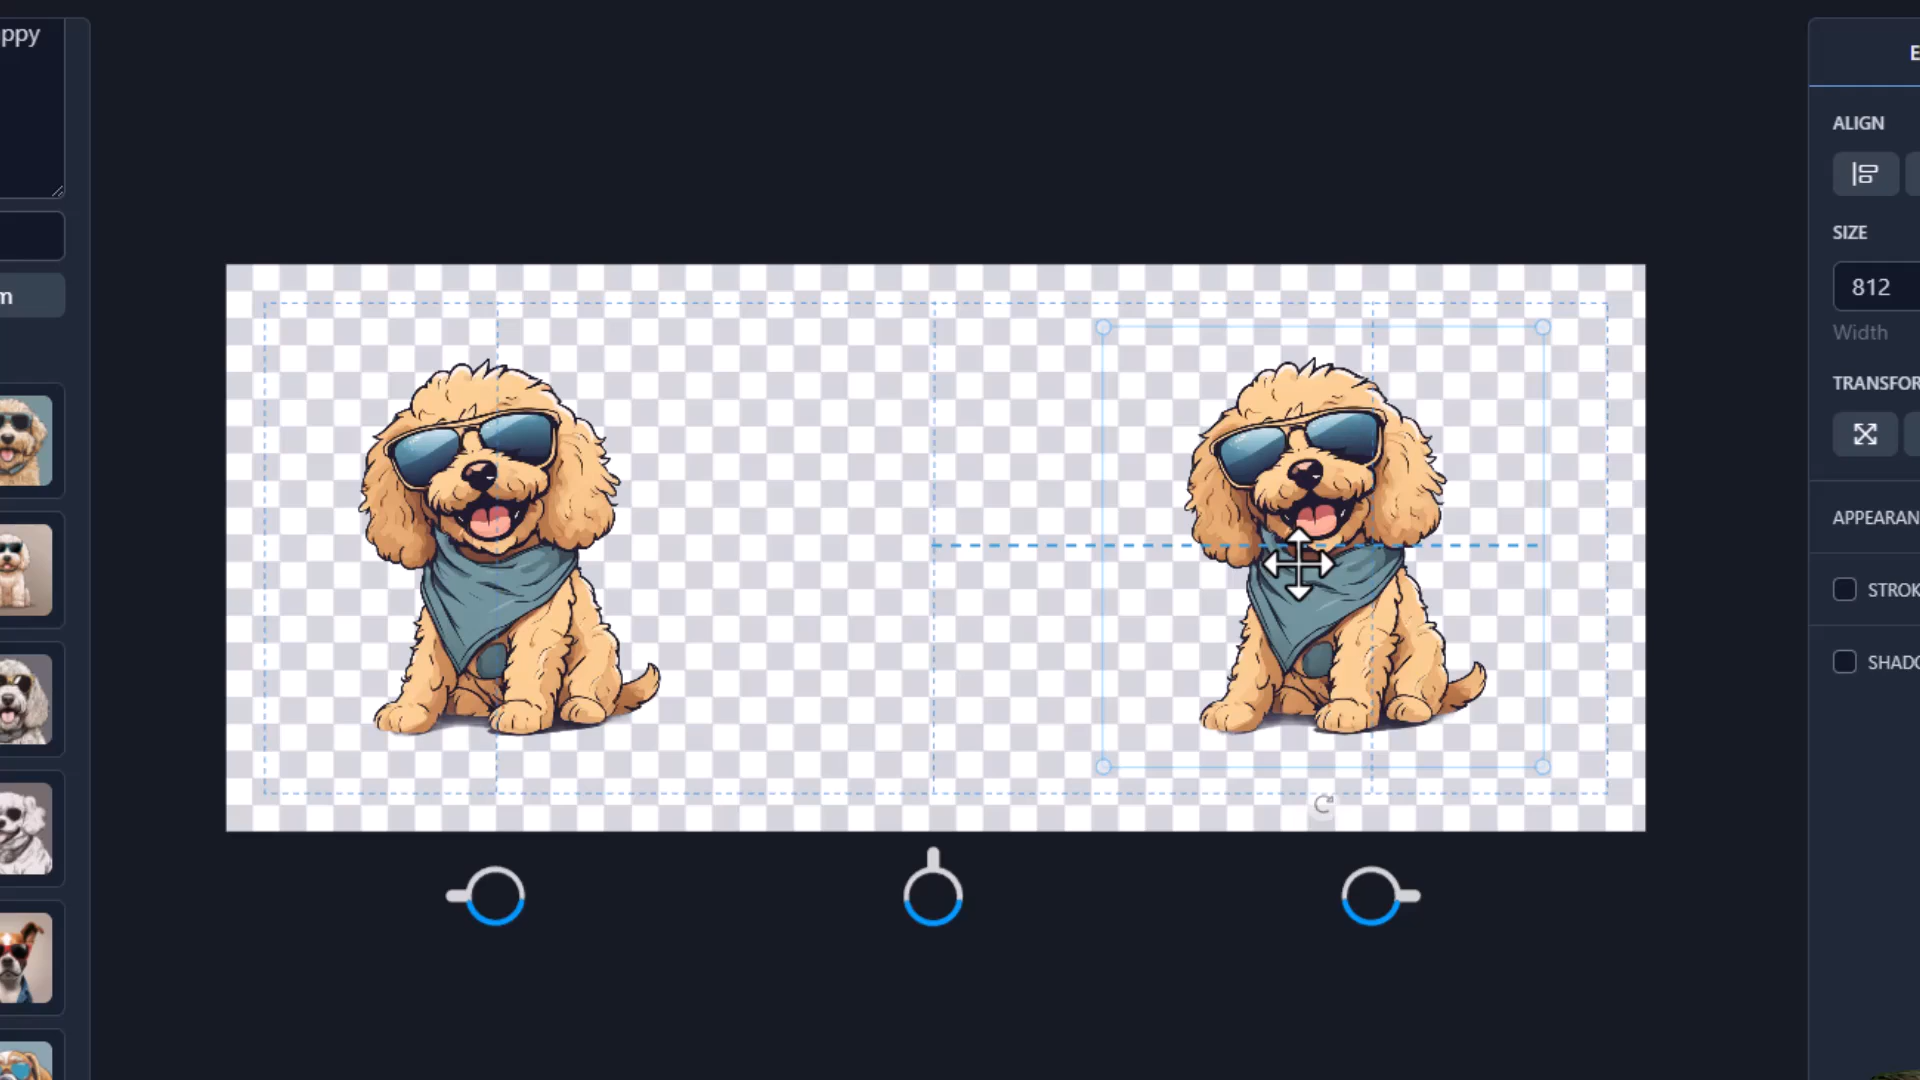 ppy
m
E
ALIGN
SIZE
812
Width
TRANSFOR
APPEARAN
STROK
SHADO